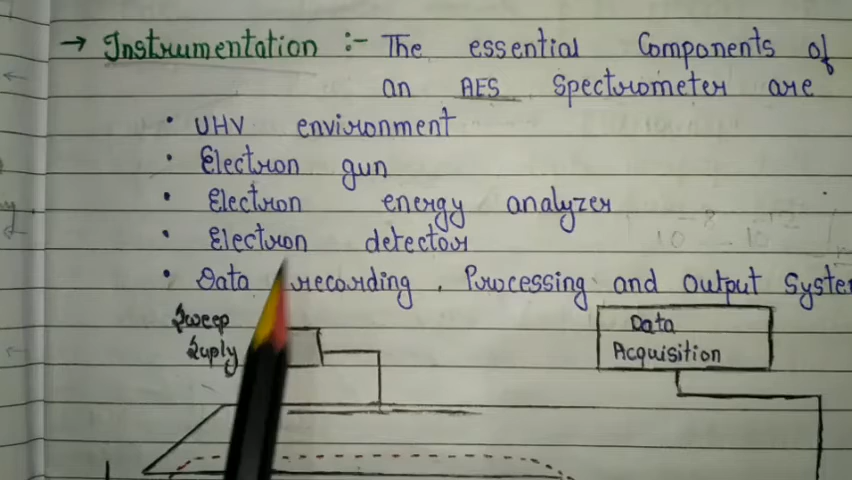 → Instrumentation :- The essential Components of
an AES Spectrometer are
• UHV environment
• Electron gun
• Electron energy analyzer
• Electron detector
• Data recording, Processing and output Syste
Sweep
Suply
Data
Acquisition